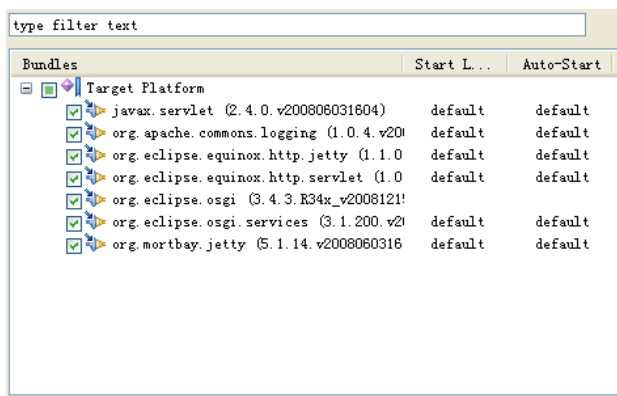 type filter text
Bundles Start L... Auto-Start
Target Platform
javax.servlet (2.4.0.v200806031604) default default
org.apache.commons.logging (1.0.4.v20 default default
org.eclipse.equinox.http.jetty (1.1.0 default default
org.eclipse.equinox.http.servlet (1.0 default default
org.eclipse.osgi (3.4.3.R34x_v2008121
org.eclipse.osgi.services (3.1.200.v2 default default
org.mortbay.jetty (5.1.14.v2008060316 default default